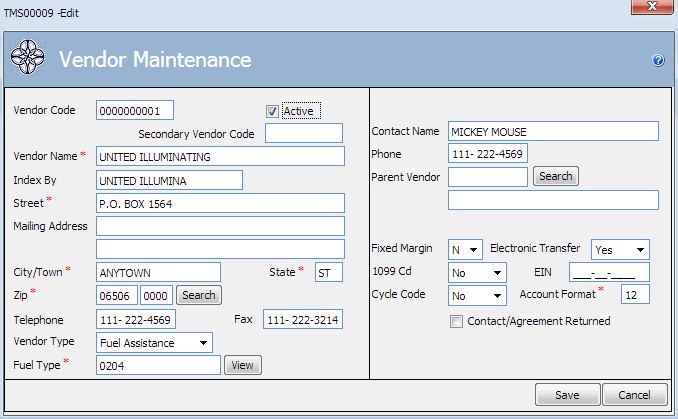 TMS00009 -Edit
Vendor Maintenance
Vendor Code 0000000001 Active
Secondary Vendor Code
Vendor Name * UNITED ILLUMINATING
Index By UNITED ILLUMINA
Street * P.O. BOX 1564
Mailing Address
City/Town * ANYTOWN State * ST
Zip * 06506 0000 Search
Telephone 111- 222-4569 Fax 111- 222-3214
Vendor Type Fuel Assistance
Fuel Type * 0204 View
Contact Name MICKEY MOUSE
Phone 111- 222-4569
Parent Vendor Search
Fixed Margin N Electronic Transfer Yes
1099 Cd No EIN ___-__-____
Cycle Code No Account Format * 12
Contact/Agreement Returned
Save Cancel